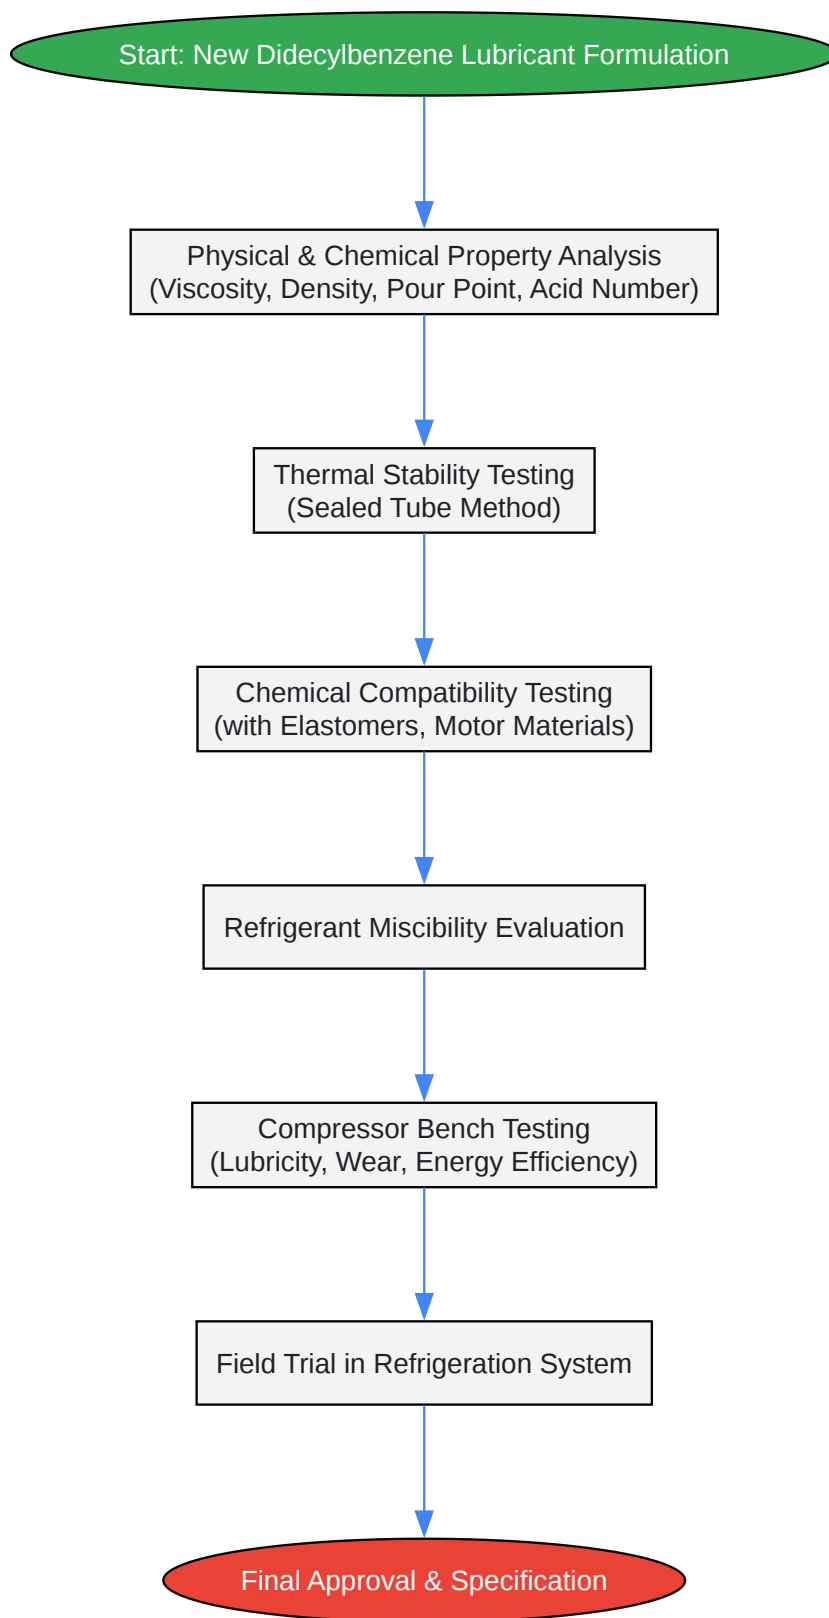 Start: New Didecylbenzene Lubricant Formulation
Physical & Chemical Property Analysis
(Viscosity, Density, Pour Point, Acid Number)
Thermal Stability Testing
(Sealed Tube Method)
Chemical Compatibility Testing
(with Elastomers, Motor Materials)
Refrigerant Miscibility Evaluation
Compressor Bench Testing
(Lubricity, Wear, Energy Efficiency)
Field Trial in Refrigeration System
Final Approval & Specification